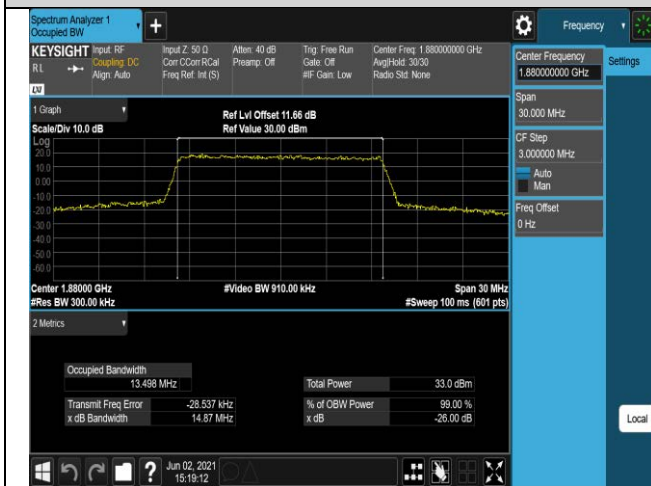 Spectrum Analyzer 1
Occupied BW
Frequency
KEYSIGHT Input: RF Input Z: 50 Ω Atten: 40 dB Trig: Free Run Center Freq: 1.880000000 GHz
RL Coupling: DC Corr CCorr RCal Preamp: Off Gate: Off Avg|Hold: 30/30
Align: Auto Freq Ref: Int (S) #IF Gain: Low Radio Std: None
LXI
1 Graph
Ref Lvl Offset 11.66 dB
Scale/Div 10.0 dB Ref Value 30.00 dBm
Log
20.0
10.0
0.00
-10.0
-20.0
-30.0
-40.0
-50.0
-60.0
Center 1.88000 GHz #Video BW 910.00 kHz Span 30 MHz
#Res BW 300.00 kHz #Sweep 100 ms (601 pts)
2 Metrics
Occupied Bandwidth
13.498 MHz Total Power 33.0 dBm
Transmit Freq Error -28.537 kHz % of OBW Power 99.00 %
x dB Bandwidth 14.87 MHz x dB -26.00 dB
Jun 02, 2021
15:19:12
Center Frequency
1.880000000 GHz
Settings
Span
30.000 MHz
CF Step
3.000000 MHz
Auto
Man
Freq Offset
0 Hz
Local